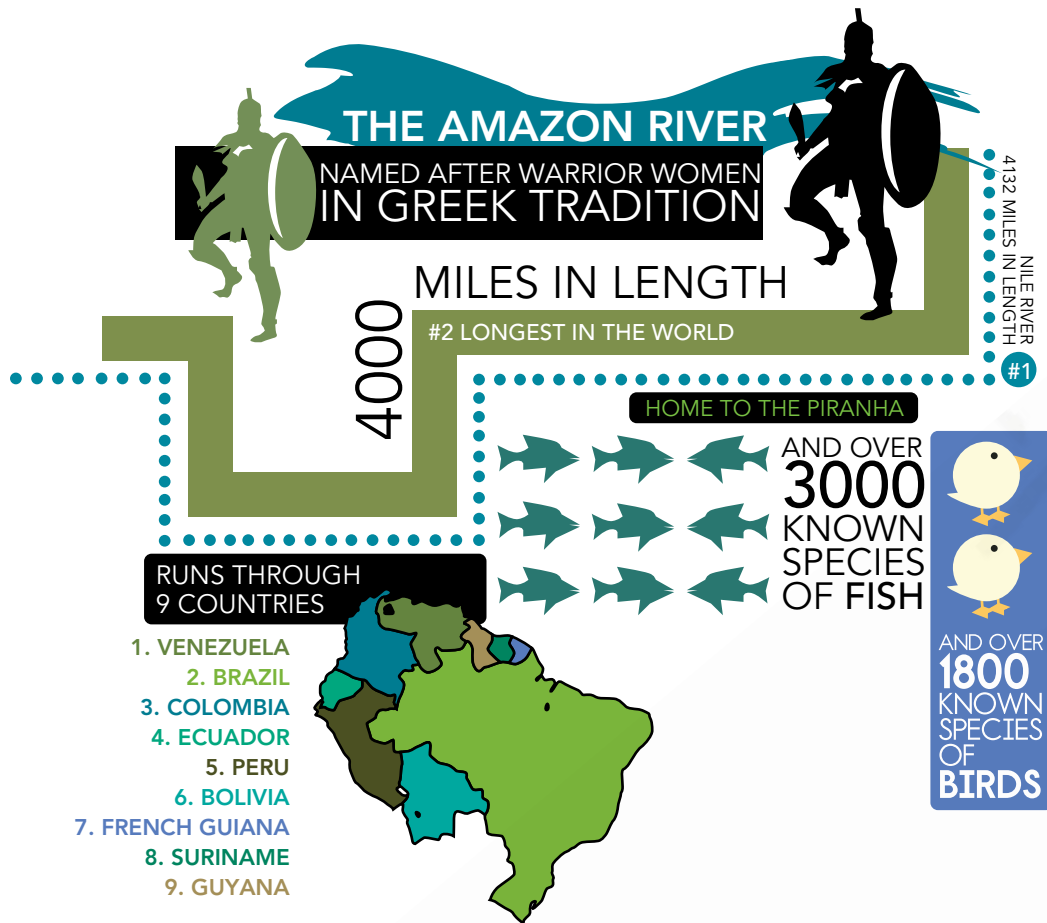 THE AMAZON RIVER
NAMED AFTER WARRIOR WOMEN
IN GREEK TRADITION
4000
MILES IN LENGTH
#2 LONGEST IN THE WORLD
NILE RIVER
4132 MILES IN LENGTH
#1
HOME TO THE PIRANHA
AND OVER
3000
KNOWN
SPECIES
OF FISH
AND OVER
1800
KNOWN
SPECIES
OF
BIRDS
RUNS THROUGH
9 COUNTRIES
1. VENEZUELA
2. BRAZIL
3. COLOMBIA
4. ECUADOR
5. PERU
6. BOLIVIA
7. FRENCH GUIANA
8. SURINAME
9. GUYANA